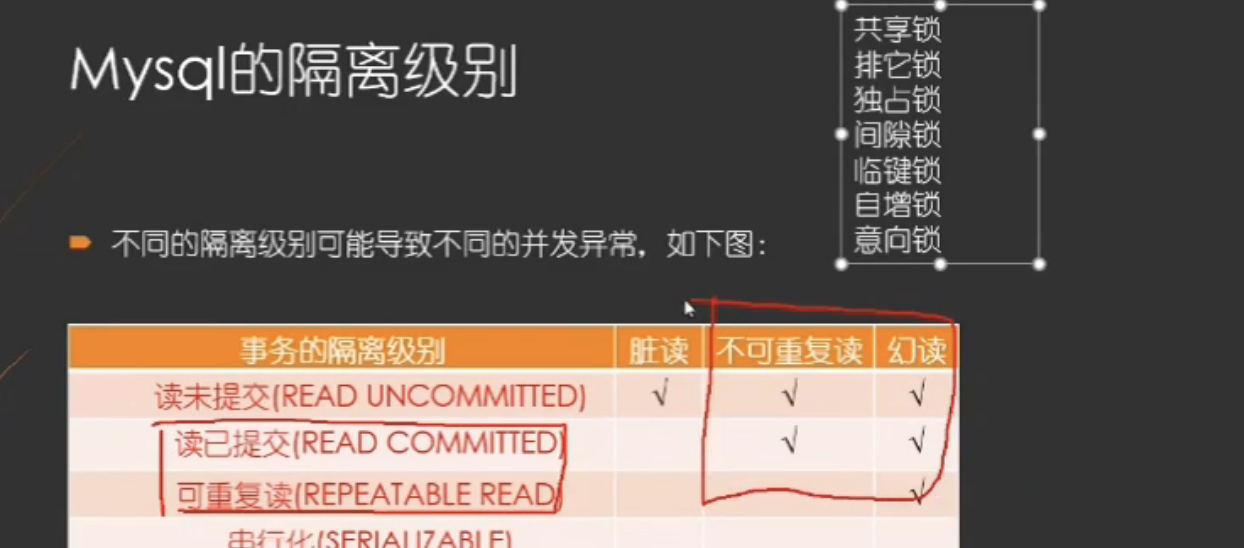 Mysql的隔离级别
共享锁
排它锁
独占锁
间隙锁
临键锁
自增锁
意向锁
不同的隔离级别可能导致不同的并发异常，如下图：
事务的隔离级别 脏读 不可重复读 幻读
读未提交(READ UNCOMMITTED) √ √ √
读已提交(READ COMMITTED) √ √
可重复读(REPEATABLE READ) √
串行化(SERIALIZABLE)